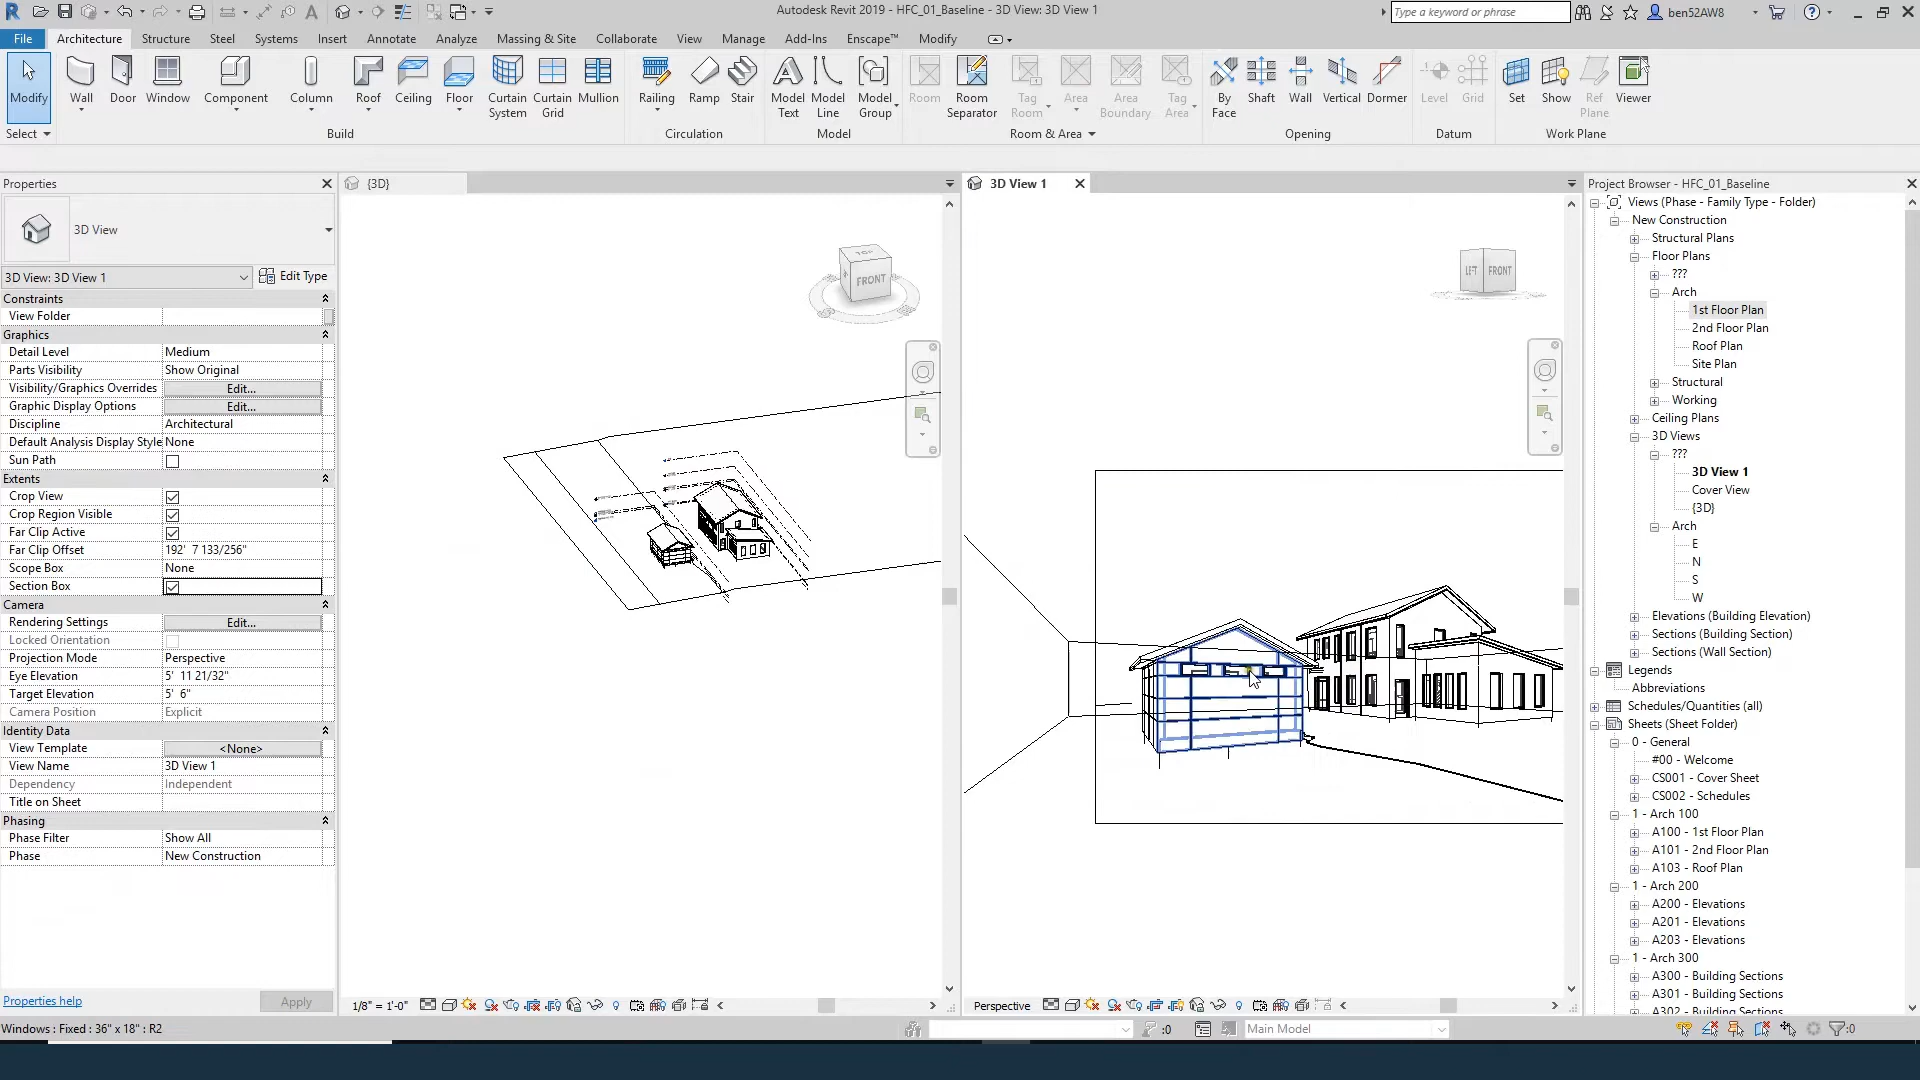 Autodesk Revit 2019 - HFC_01_Baseline - 3D View: 3D View 1
Type a keyword or phrase
ben52AW8
File Architecture Structure Steel Systems Insert Annotate Analyze Massing & Site Collaborate View Manage Add-Ins Enscape™ Modify
Modify Wall Door Window Component Column Roof Ceiling Floor Curtain System Curtain Grid Mullion Railing Ramp Stair Model Text Model Line Model Group Room Room Separator Tag Room Area Area Boundary Tag Area By Face Shaft Wall Vertical Dormer Level Grid Set Show Ref Plane Viewer
Select Build Circulation Model Room & Area Opening Datum Work Plane
Properties
3D View
3D View: 3D View 1
Edit Type
Constraints
View Folder
Graphics
Detail Level Medium
Parts Visibility Show Original
Visibility/Graphics Overrides Edit...
Graphic Display Options Edit...
Discipline Architectural
Default Analysis Display Style None
Sun Path
Extents
Crop View
Crop Region Visible
Far Clip Active
Far Clip Offset 192' 7 133/256"
Scope Box None
Section Box
Camera
Rendering Settings Edit...
Locked Orientation
Projection Mode Perspective
Eye Elevation 5' 11 21/32"
Target Elevation 5' 6"
Camera Position Explicit
Identity Data
View Template <None>
View Name 3D View 1
Dependency Independent
Title on Sheet
Phasing
Phase Filter Show All
Phase New Construction
Properties help
Apply
{3D}
TOP
FRONT
1/8" = 1'-0"
3D View 1
LEFT FRONT
Perspective
Project Browser - HFC_01_Baseline
Views (Phase - Family Type - Folder)
New Construction
Structural Plans
Floor Plans
???
Arch
1st Floor Plan
2nd Floor Plan
Roof Plan
Site Plan
Structural
Working
Ceiling Plans
3D Views
???
3D View 1
Cover View
{3D}
Arch
E
N
S
W
Elevations (Building Elevation)
Sections (Building Section)
Sections (Wall Section)
Legends
Abbreviations
Schedules/Quantities (all)
Sheets (Sheet Folder)
0 - General
#00 - Welcome
CS001 - Cover Sheet
CS002 - Schedules
1 - Arch 100
A100 - 1st Floor Plan
A101 - 2nd Floor Plan
A103 - Roof Plan
1 - Arch 200
A200 - Elevations
A201 - Elevations
A203 - Elevations
1 - Arch 300
A300 - Building Sections
A301 - Building Sections
A302 - Building Sections
Windows : Fixed : 36" x 18" : R2
:0
Main Model
:0